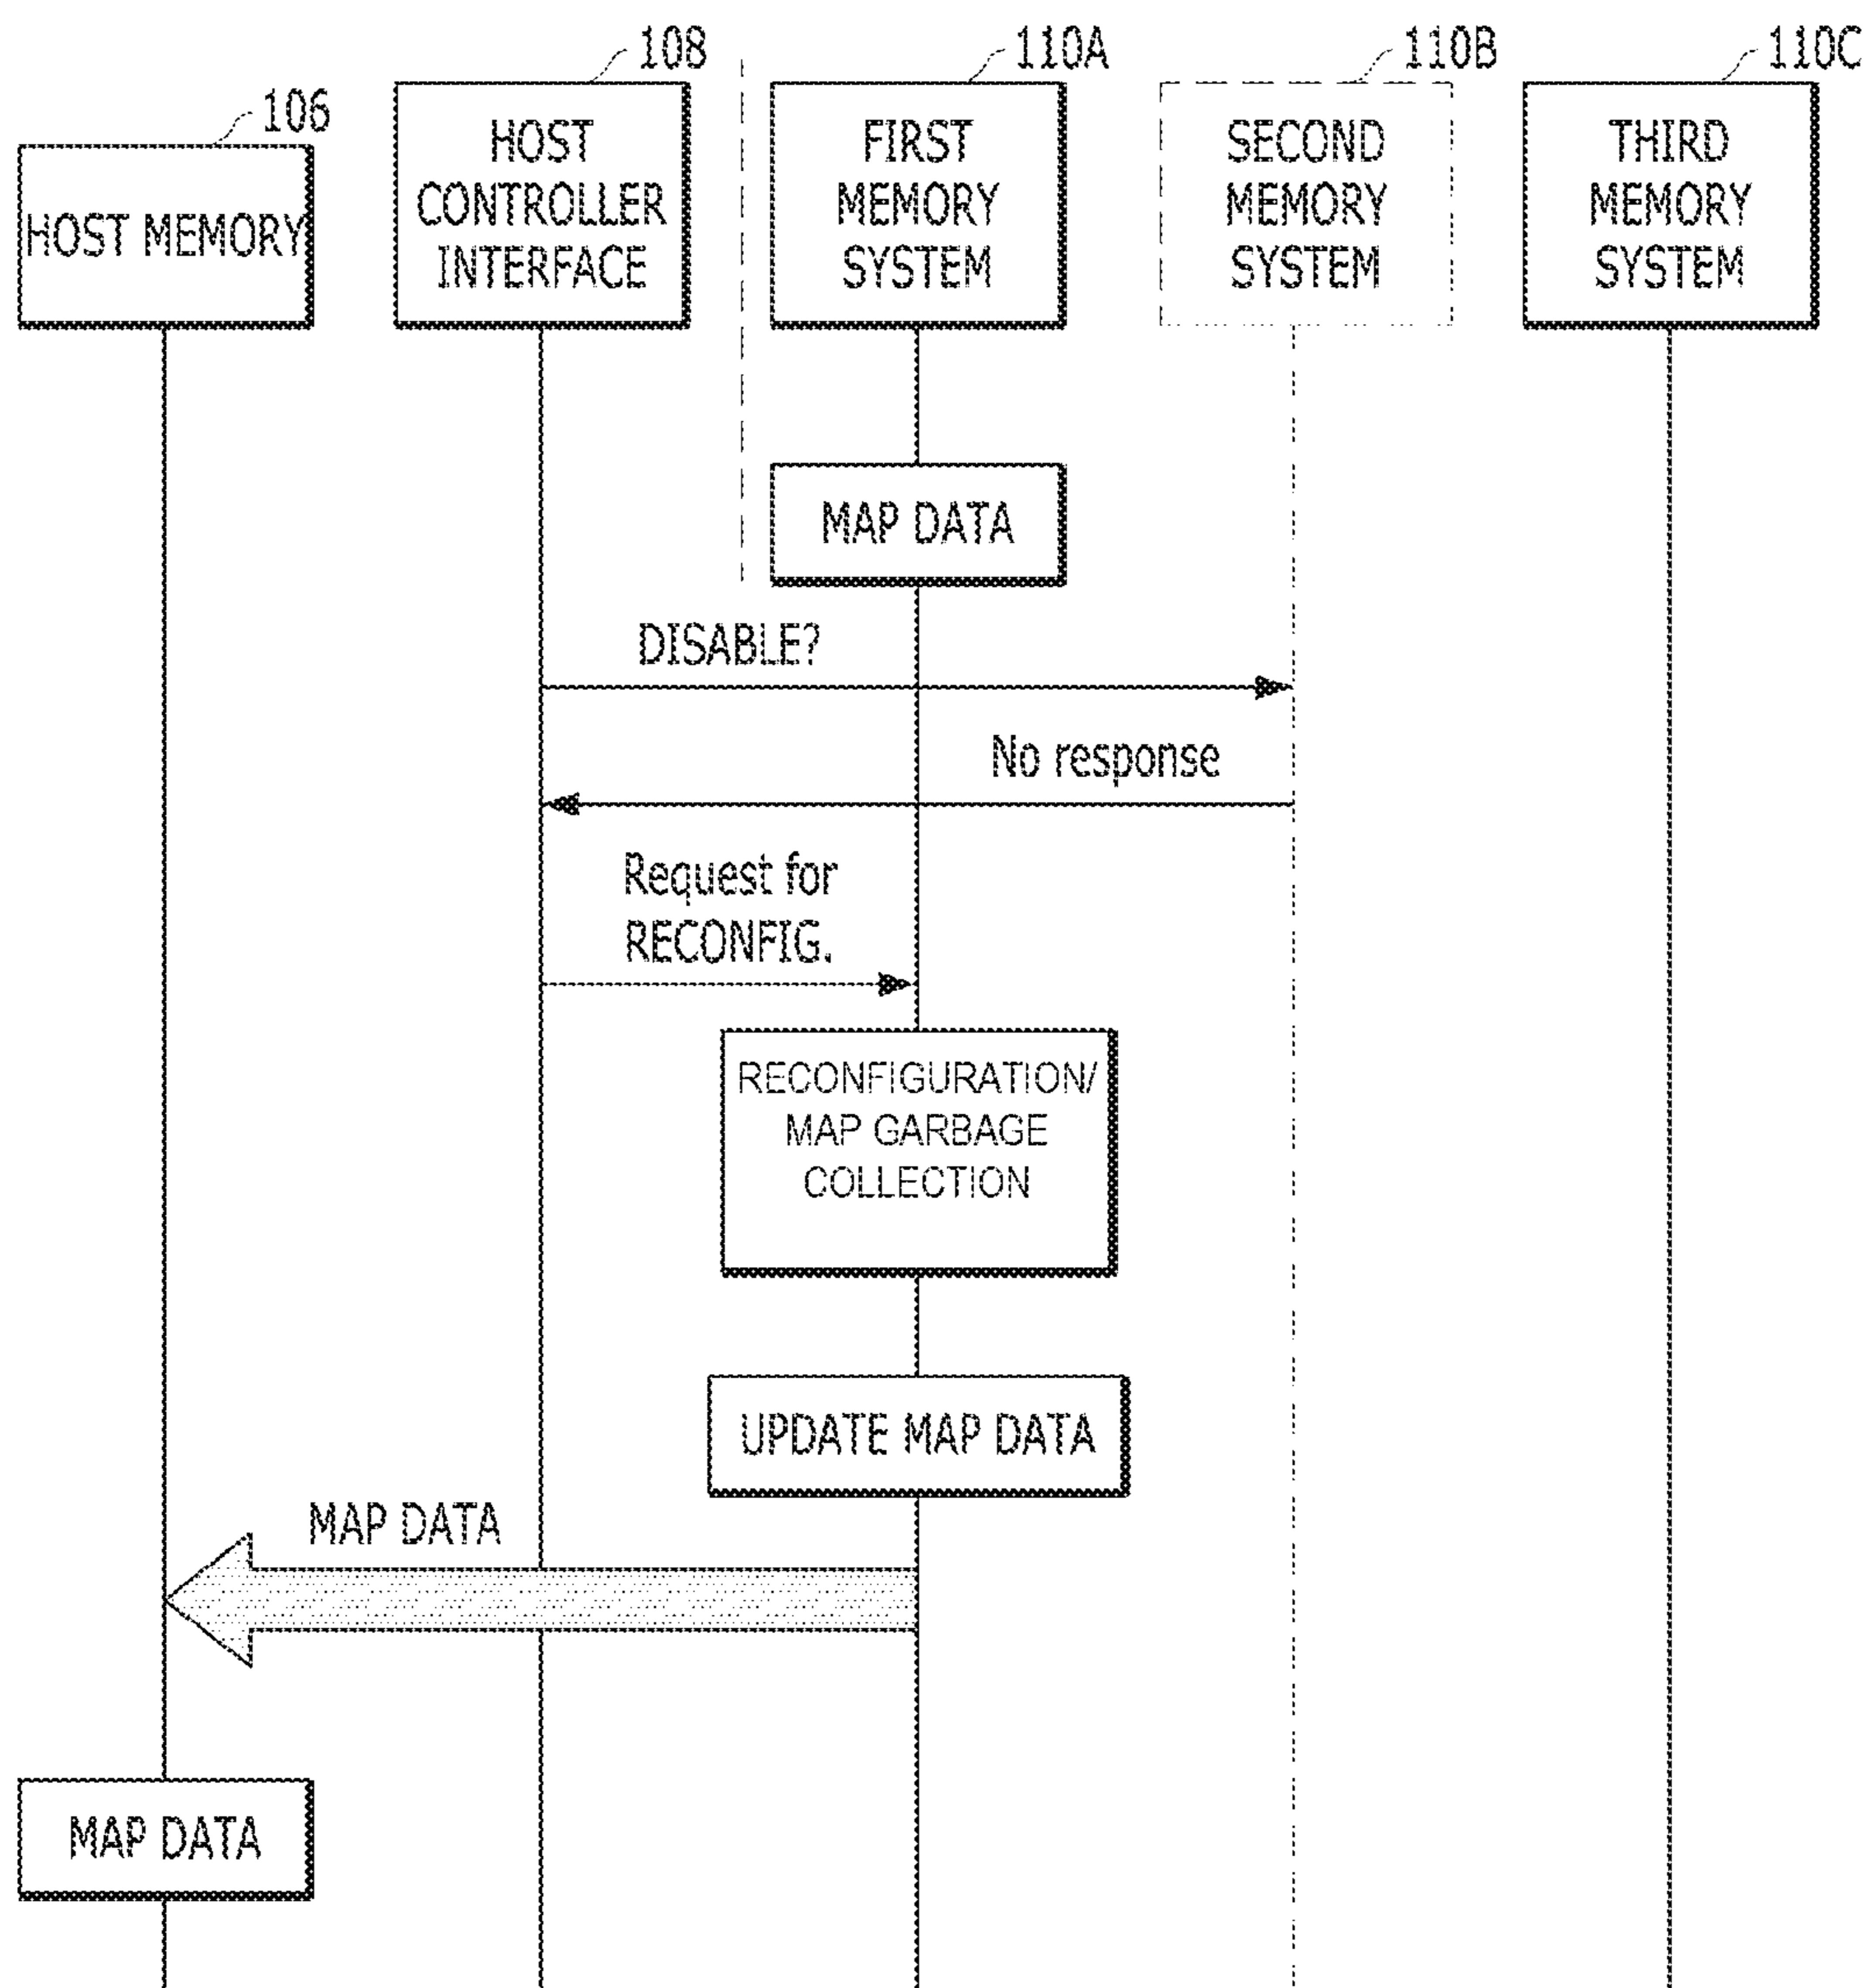 108
110A
110B
110C
106
HOST MEMORY
HOST
CONTROLLER
INTERFACE
FIRST
MEMORY
SYSTEM
SECOND
MEMORY
SYSTEM
THIRD
MEMORY
SYSTEM
MAP DATA
DISABLE?
No response
Request for
RECONFIG.
RECONFIGURATION/
MAP GARBAGE
COLLECTION
UPDATE MAP DATA
MAP DATA
MAP DATA